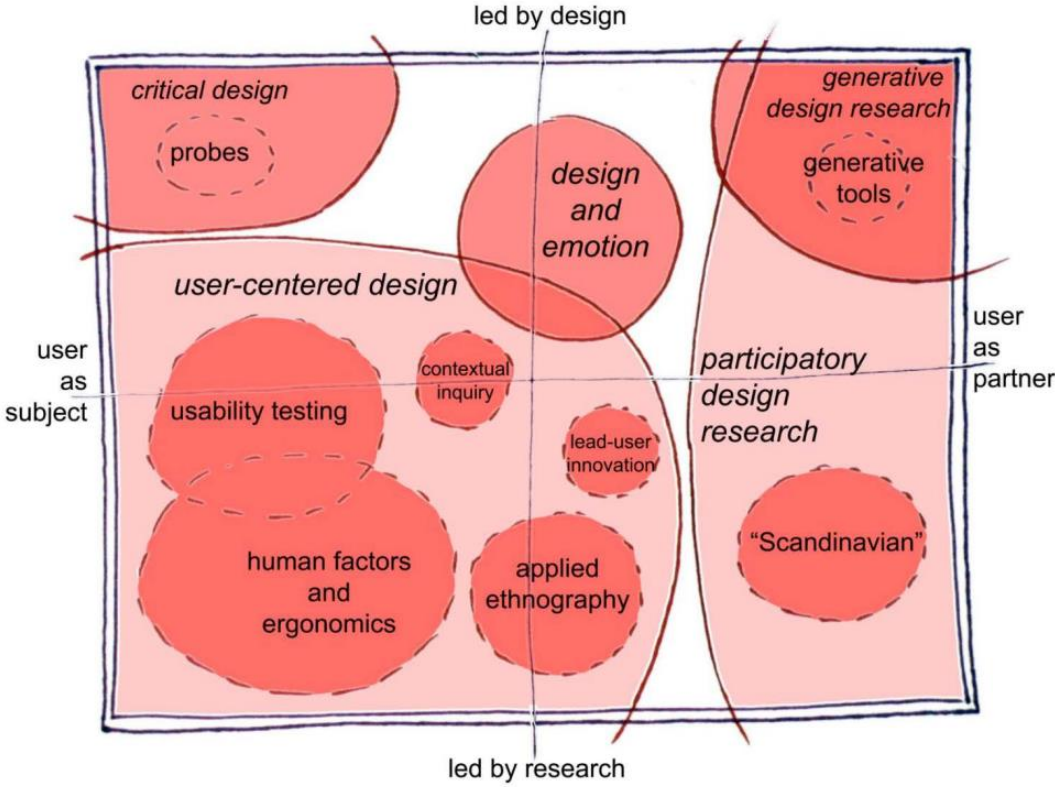 led by design
critical design
probes
generative
design research
generative
tools
design
and
emotion
user-centered design
user
as
subject
contextual
inquiry
usability testing
user
as
partner
participatory
design
research
lead-user
innovation
human factors
and
ergonomics
applied
ethnography
“Scandinavian”
led by research